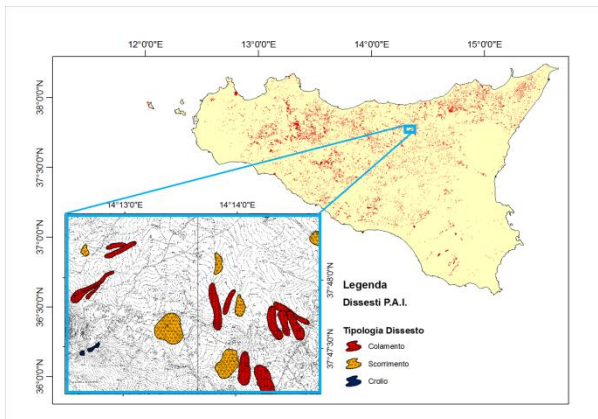 12°0'0"E 13°0'0"E 14°0'0"E 15°0'0"E
38°0'0"N
37°30'0"N
37°0'0"N
36°30'0"N
36°0'0"N
14°13'0"E 14°14'0"E
37°48'0"N
37°47'30"N
Legenda
Dissesti P.A.I.
Tipologia Dissesto
Colamento
Scorrimento
Crollo